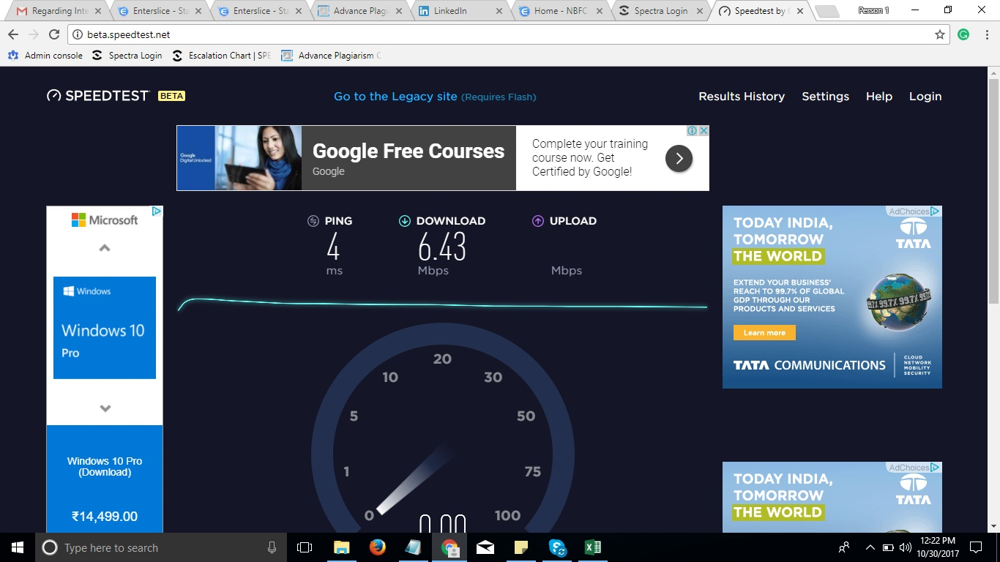 Regarding Inte
Enterslice - Sta
Enterslice - Sta
Advance Plagi
LinkedIn
Home - NBFC
Spectra Login
Speedtest by
Person 1
beta.speedtest.net
Admin console
Spectra Login
Escalation Chart | SPE
Advance Plagiarism C
SPEEDTEST BETA
Go to the Legacy site (Requires Flash)
Results History
Settings
Help
Login
Google
Digital Unlocked
Google Free Courses
Google
Complete your training
course now. Get
Certified by Google!
Microsoft
Windows
Windows 10
Pro
Windows 10 Pro
(Download)
₹14,499.00
PING
4
ms
DOWNLOAD
6.43
Mbps
UPLOAD
Mbps
0
1
5
10
20
30
50
75
100
0.00
AdChoices
TODAY INDIA,
TOMORROW
THE WORLD
TATA
EXTEND YOUR BUSINESS'
REACH TO 99.7% OF GLOBAL
GDP THROUGH OUR
PRODUCTS AND SERVICES
99.7% 99.7% 99.7%
Learn more
TATA COMMUNICATIONS
CLOUD
NETWORK
MOBILITY
SECURITY
AdChoices
TODAY INDIA,
TOMORROW
THE WORLD
TATA
Type here to search
12:22 PM
10/30/2017